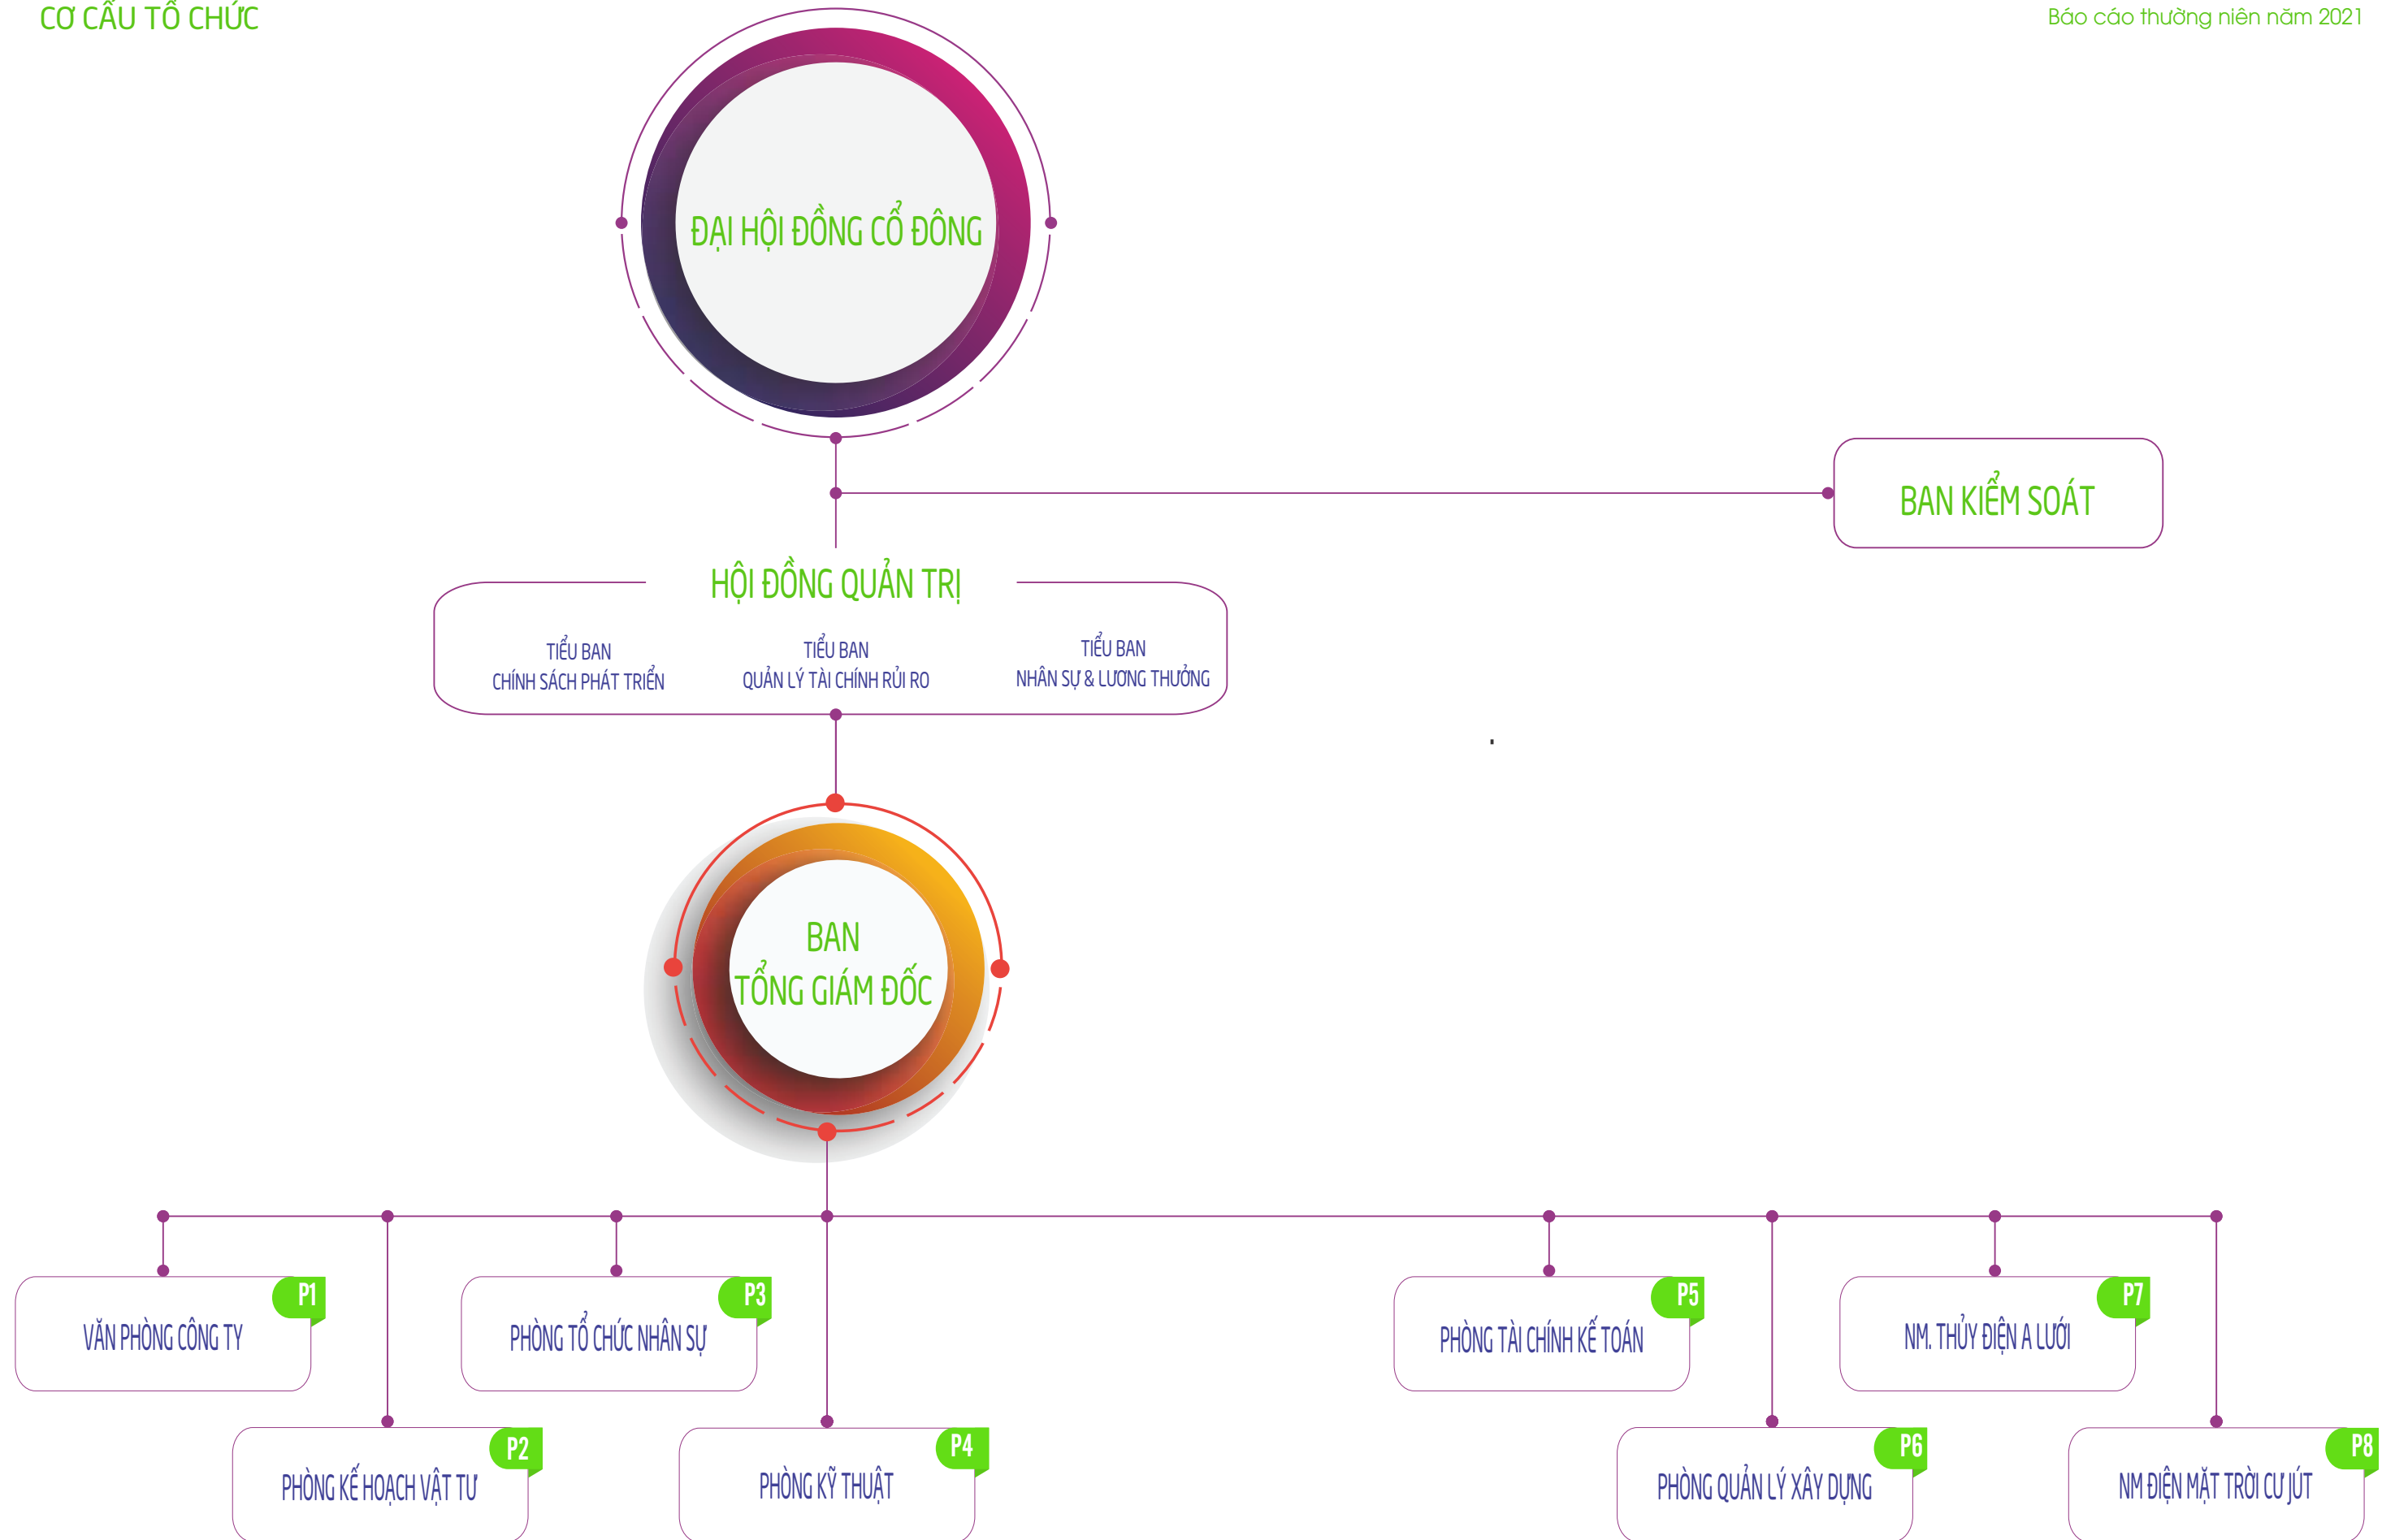 CƠ CẤU TỔ CHỨC
Báo cáo thường niên năm 2021
ĐẠI HỘI ĐỒNG CỔ ĐÔNG
BAN KIỂM SOÁT
HỘI ĐỒNG QUẢN TRỊ
TIỂU BAN
CHÍNH SÁCH PHÁT TRIỂN
TIỂU BAN
QUẢN LÝ TÀI CHÍNH RỦI RO
TIỂU BAN
NHÂN SỰ & LƯƠNG THƯỞNG
BAN
TỔNG GIÁM ĐỐC
P1
VĂN PHÒNG CÔNG TY
P2
PHÒNG KẾ HOẠCH VẬT TƯ
P3
PHÒNG TỔ CHỨC NHÂN SỰ
P4
PHÒNG KỸ THUẬT
P5
PHÒNG TÀI CHÍNH KẾ TOÁN
P6
PHÒNG QUẢN LÝ XÂY DỰNG
P7
NM. THỦY ĐIỆN A LƯỚI
P8
NM ĐIỆN MẶT TRỜI CƯ JÚT